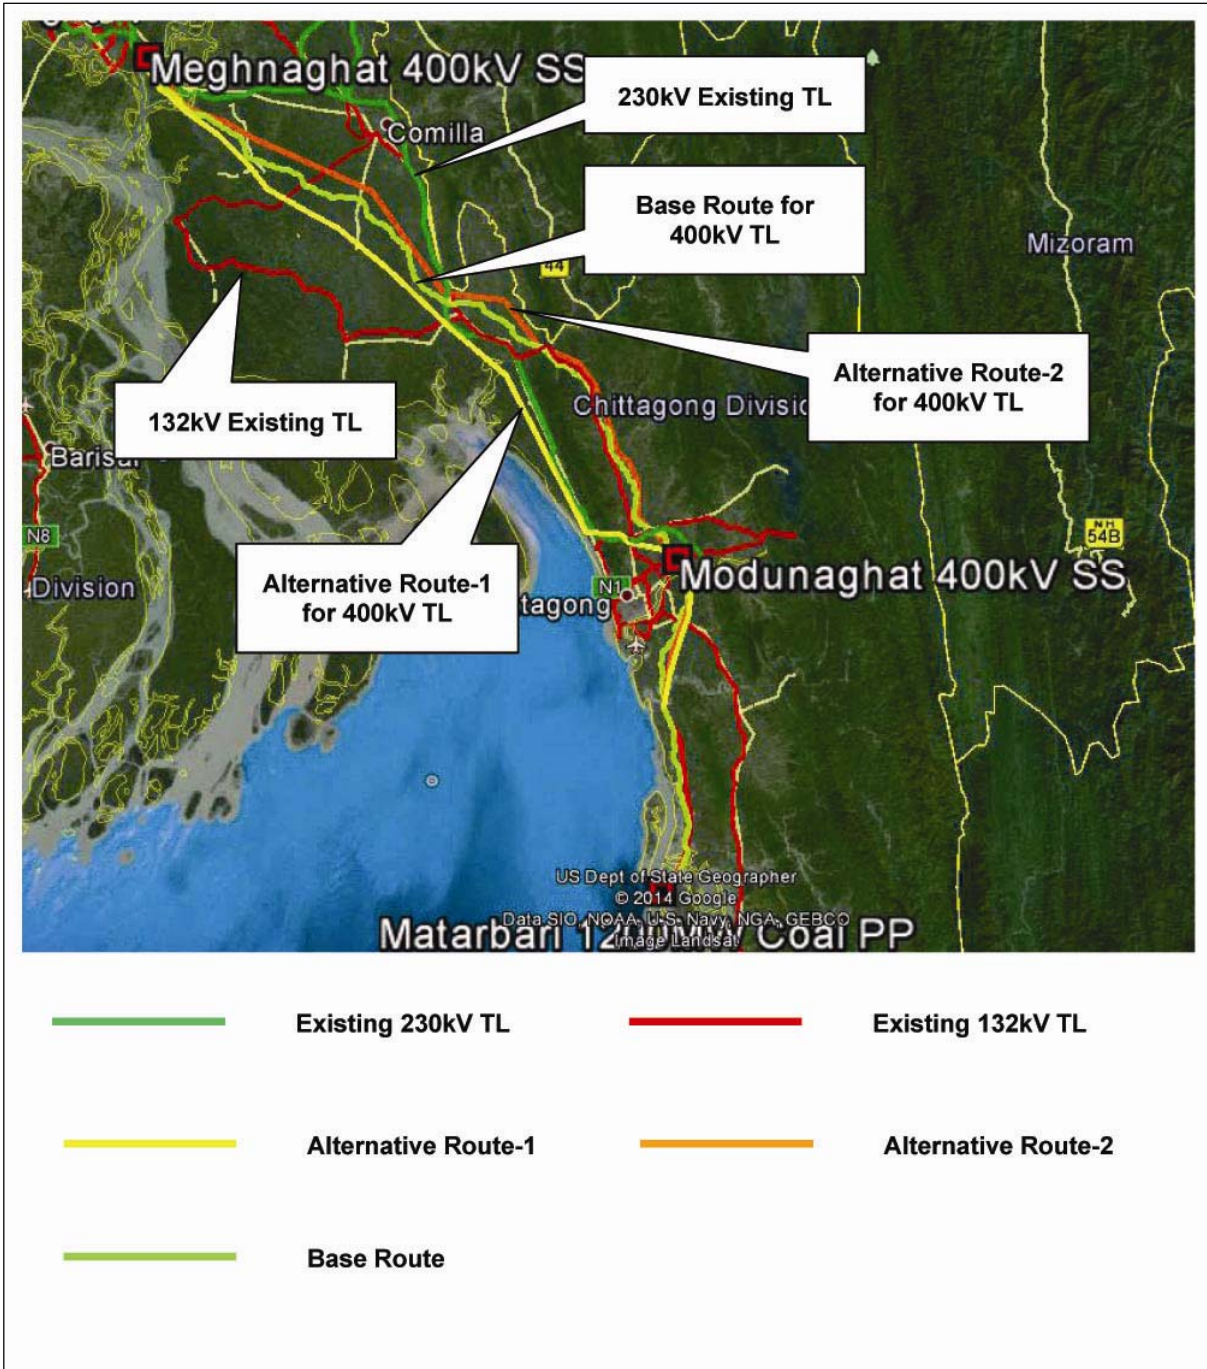 Meghnaghat 400kV SS
230kV Existing TL
Comilla
Base Route for
400kV TL
Mizoram
44
Alternative Route-2
for 400kV TL
132kV Existing TL
Chittagong Divisic
Barisal
N8
NH
54B
Alternative Route-1
for 400kV TL
Division
N1
Modunaghat 400kV SS
tagong
US Dept of State Geographer
© 2014 Google
Data SIO, NOAA, U.S. Navy, NGA, GEBCO
Image Landsat
Matarbari 1200MW Coal PP
Existing 230kV TL
Existing 132kV TL
Alternative Route-1
Alternative Route-2
Base Route